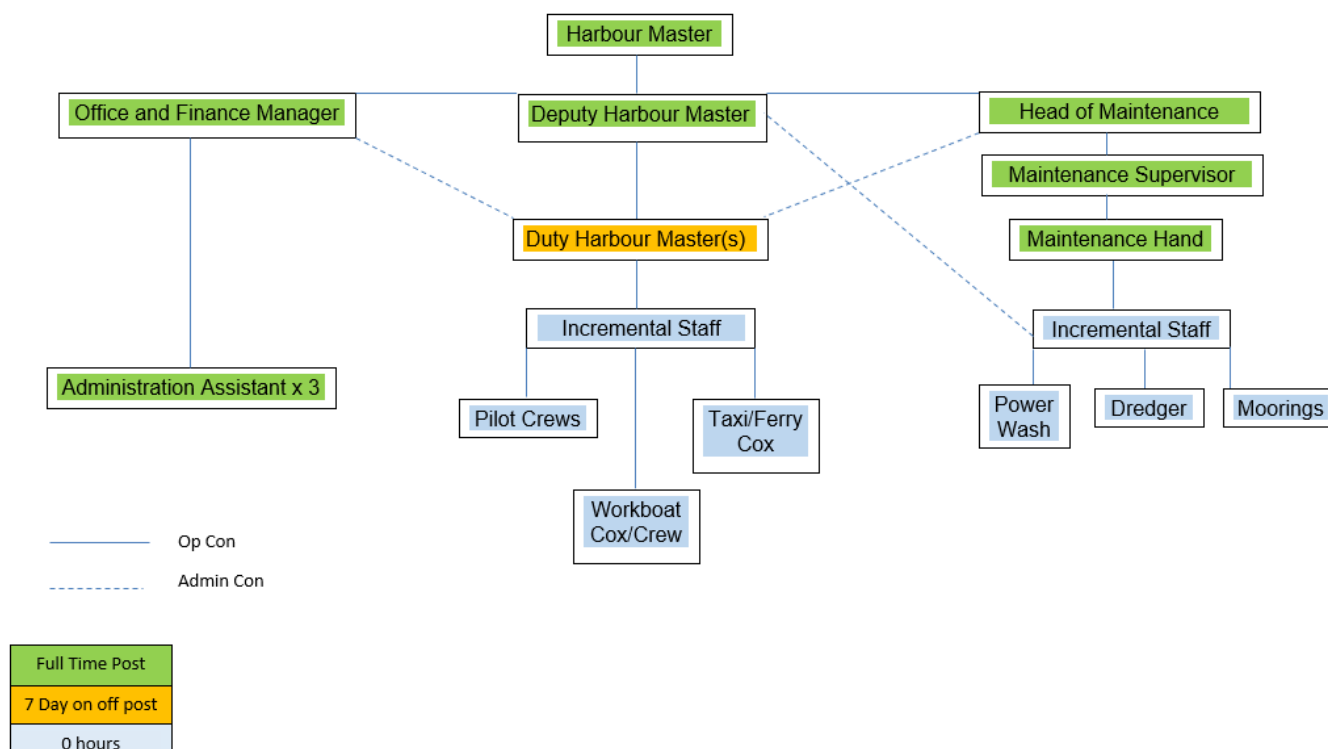 Harbour Master
Office and Finance Manager
Deputy Harbour Master
Head of Maintenance
Maintenance Supervisor
Duty Harbour Master(s)
Maintenance Hand
Incremental Staff
Incremental Staff
Administration Assistant x 3
Pilot Crews
Taxi/Ferry
Cox
Power
Wash
Dredger
Moorings
Workboat
Cox/Crew
Op Con
Admin Con
Full Time Post
7 Day on off post
0 hours